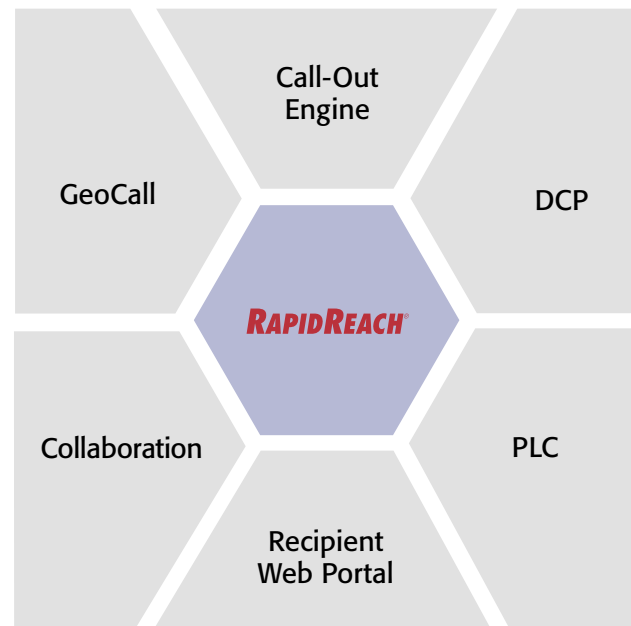 Call-Out
Engine
GeoCall
DCP
RAPIDREACH®
Collaboration
PLC
Recipient
Web Portal